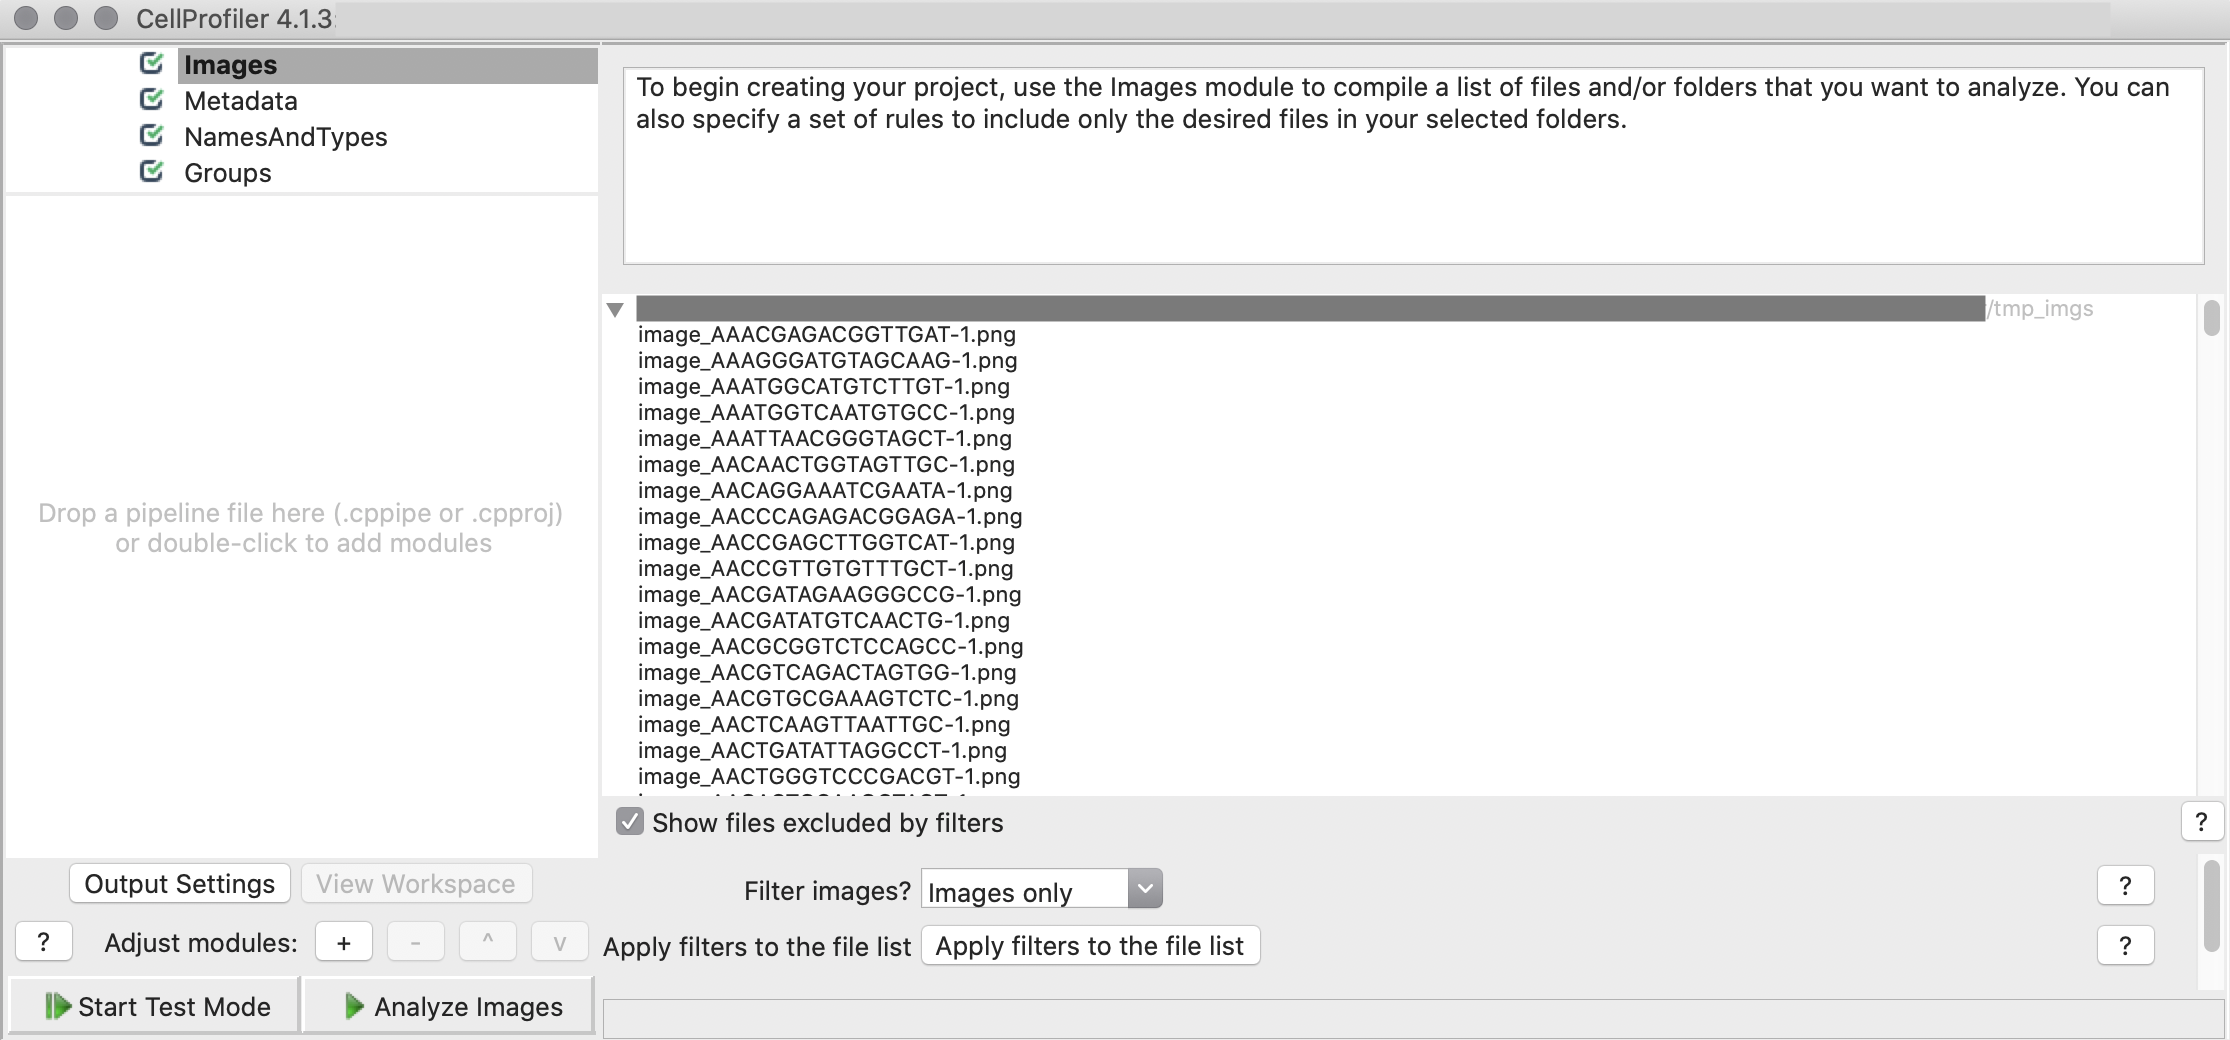 CellProfiler 4.1.3
Images
Metadata
NamesAndTypes
Groups
Drop a pipeline file here (.cppipe or .cpproj)
or double-click to add modules
Output Settings View Workspace
? Adjust modules: + - ^ v
Start Test Mode Analyze Images
To begin creating your project, use the Images module to compile a list of files and/or folders that you want to analyze. You can
also specify a set of rules to include only the desired files in your selected folders.
/tmp_imgs
image_AAACGAGACGGTTGAT-1.png
image_AAAGGGATGTAGCAAG-1.png
image_AAATGGCATGTCTTGT-1.png
image_AAATGGTCAATGTGCC-1.png
image_AAATTAACGGGTAGCT-1.png
image_AACAACTGGTAGTTGC-1.png
image_AACAGGAAATCGAATA-1.png
image_AACCCAGAGACGGAGA-1.png
image_AACCGAGCTTGGTCAT-1.png
image_AACCGTTGTGTTTGCT-1.png
image_AACGATAGAAGGGCCG-1.png
image_AACGATATGTCAACTG-1.png
image_AACGCGGTCTCCAGCC-1.png
image_AACGTCAGACTAGTGG-1.png
image_AACGTGCGAAAGTCTC-1.png
image_AACTCAAGTTAATTGC-1.png
image_AACTGATATTAGGCCT-1.png
image_AACTGGGTCCCGACGT-1.png
Show files excluded by filters ?
Filter images? Images only ?
Apply filters to the file list Apply filters to the file list ?